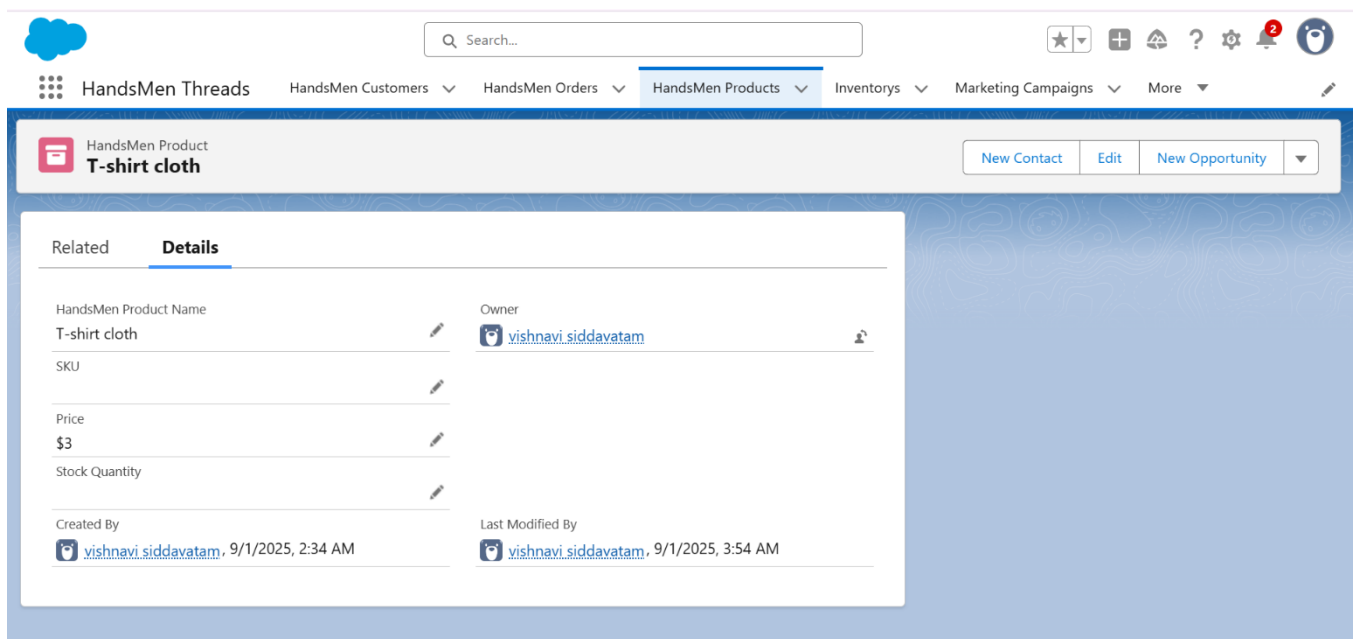 Search...
2
HandsMen Threads HandsMen Customers HandsMen Orders HandsMen Products Inventorys Marketing Campaigns More
HandsMen Product
T-shirt cloth
New Contact Edit New Opportunity
Related Details
HandsMen Product Name
T-shirt cloth
Owner
vishnavi siddavatam
SKU
Price
$3
Stock Quantity
Created By
vishnavi siddavatam, 9/1/2025, 2:34 AM
Last Modified By
vishnavi siddavatam, 9/1/2025, 3:54 AM